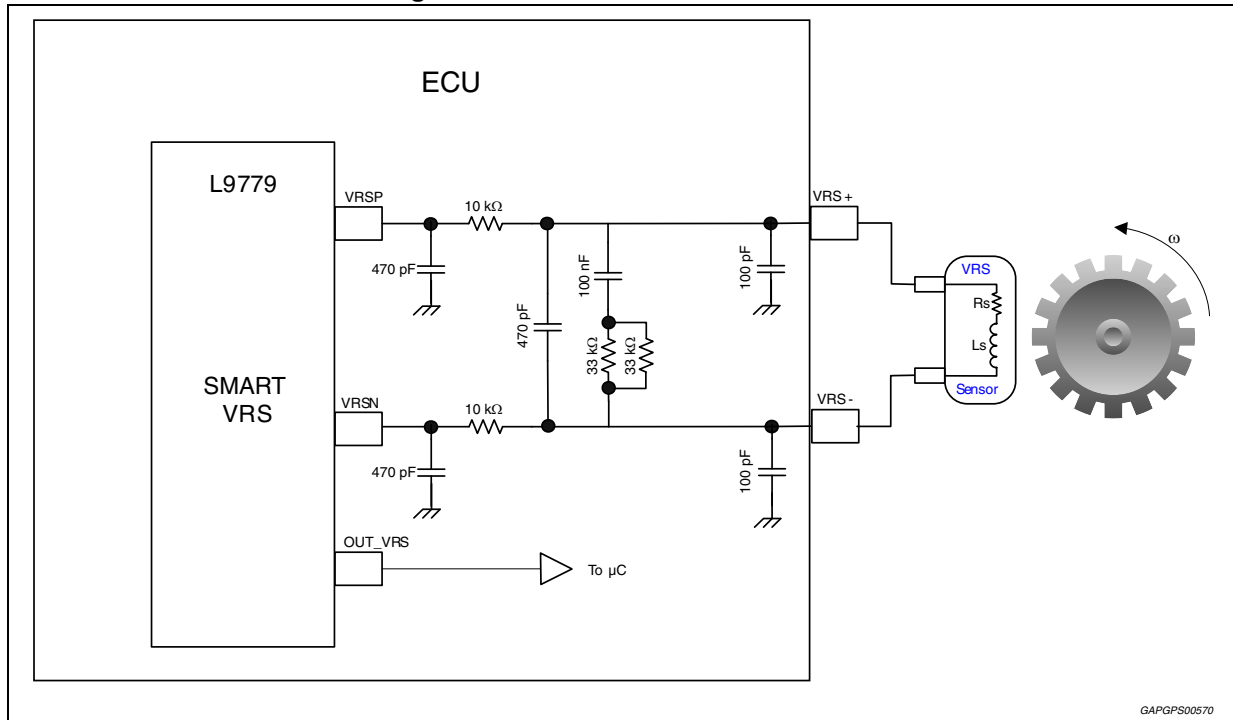 ECU
L9779
SMART
VRS
VRSP
10 kΩ
470 pF
470 pF
100 nF
33 kΩ
33 kΩ
100 pF
VRS+
VRS
Rs
Ls
Sensor
ω
VRSN
10 kΩ
470 pF
100 pF
VRS-
OUT_VRS
To µC
GAPGPS00570